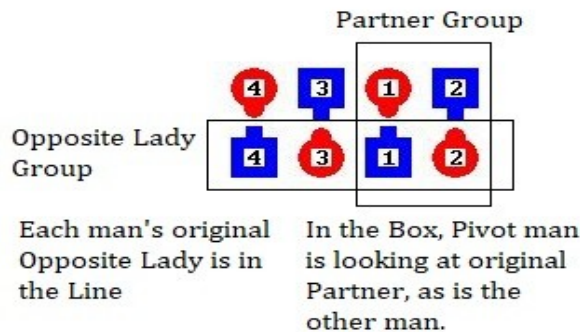 Partner Group
4 3 1 2
Opposite Lady
Group
4 3 1 2
Each man's original
Opposite Lady is in
the Line
In the Box, Pivot man
is looking at original
Partner, as is the
other man.